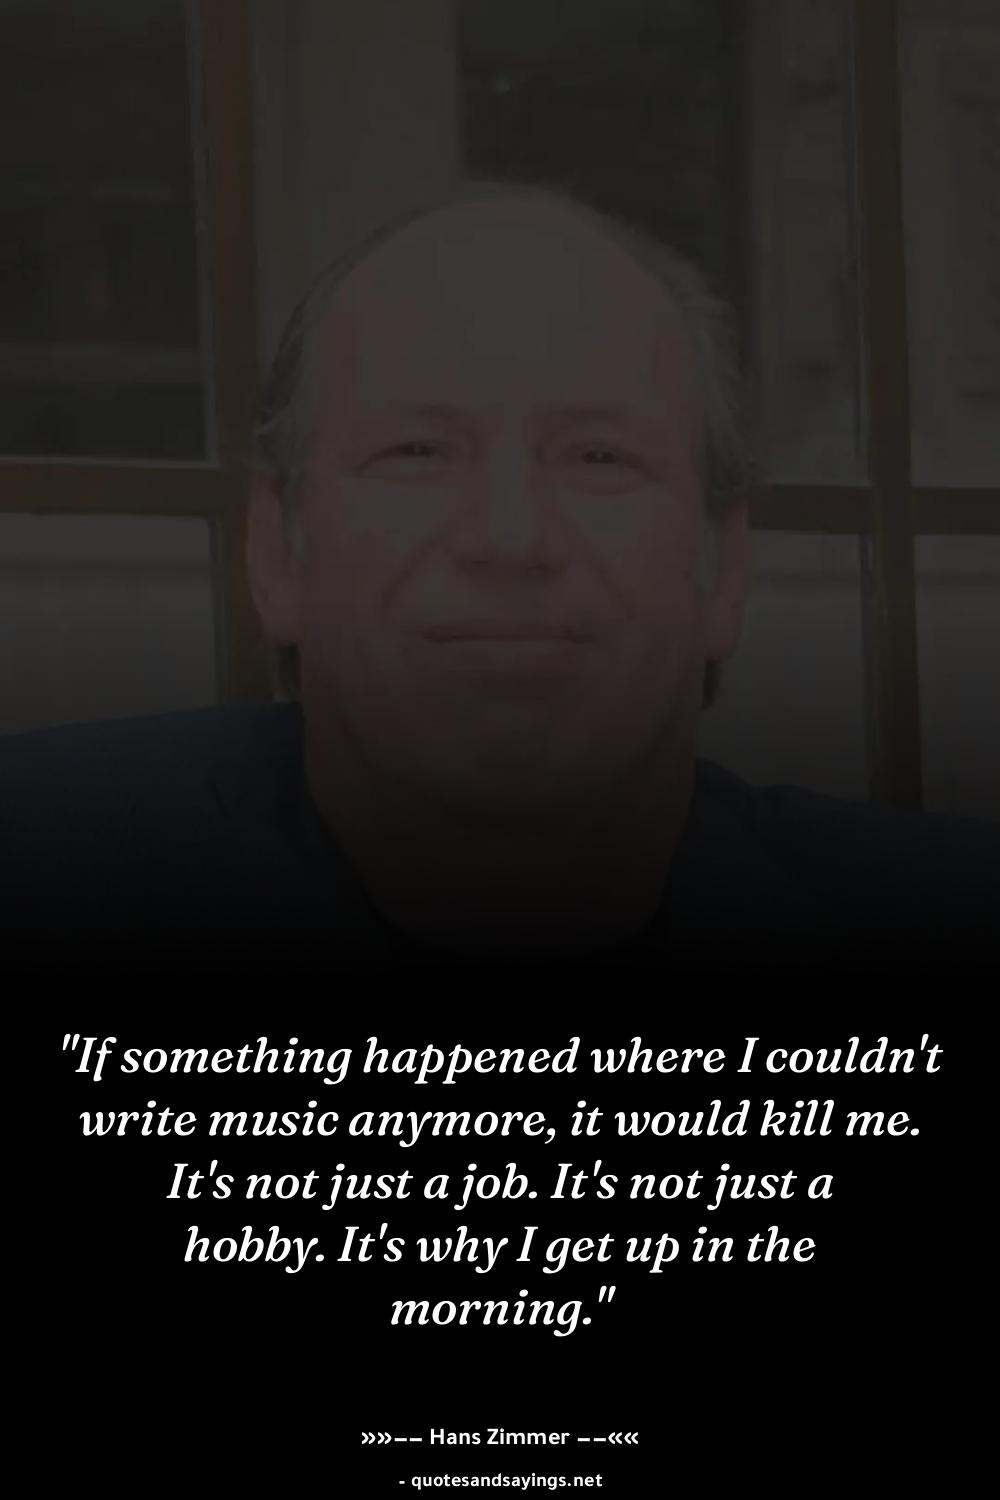 "If something happened where I couldn't
write music anymore, it would kill me.
It's not just a job. It's not just a
hobby. It's why I get up in the
morning."
»»–– Hans Zimmer ––««
- quotesandsayings.net